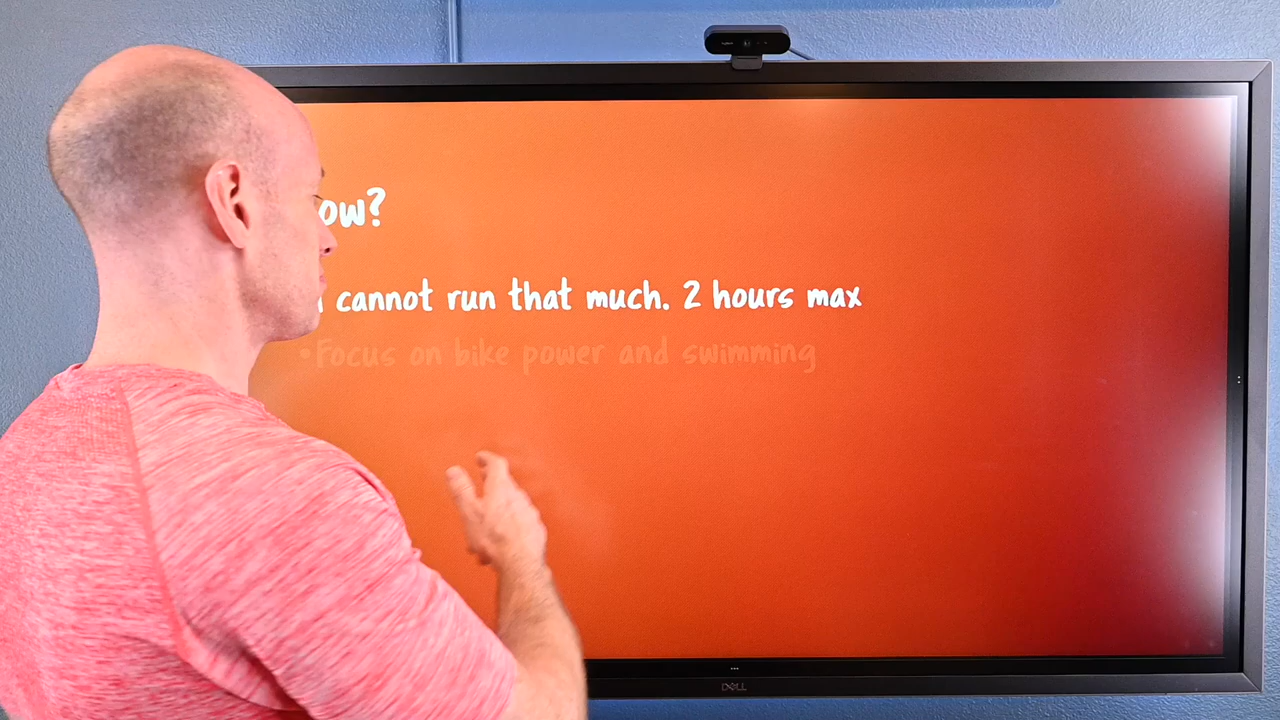 ow?
cannot run that much. 2 hours max
•Focus on bike power and swimming
DELL